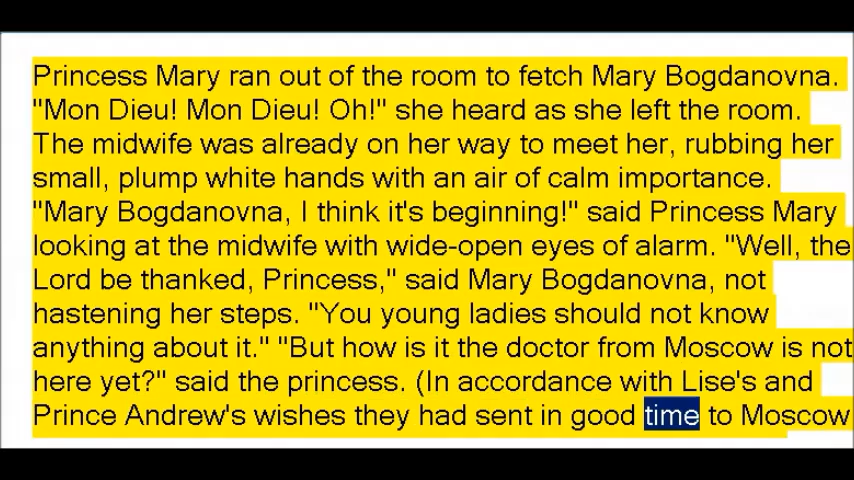 Princess Mary ran out of the room to fetch Mary Bogdanovna.
"Mon Dieu! Mon Dieu! Oh!" she heard as she left the room.
The midwife was already on her way to meet her, rubbing her
small, plump white hands with an air of calm importance.
"Mary Bogdanovna, I think it's beginning!" said Princess Mary
looking at the midwife with wide-open eyes of alarm. "Well, the
Lord be thanked, Princess," said Mary Bogdanovna, not
hastening her steps. "You young ladies should not know
anything about it." "But how is it the doctor from Moscow is not
here yet?" said the princess. (In accordance with Lise's and
Prince Andrew's wishes they had sent in good time to Moscow